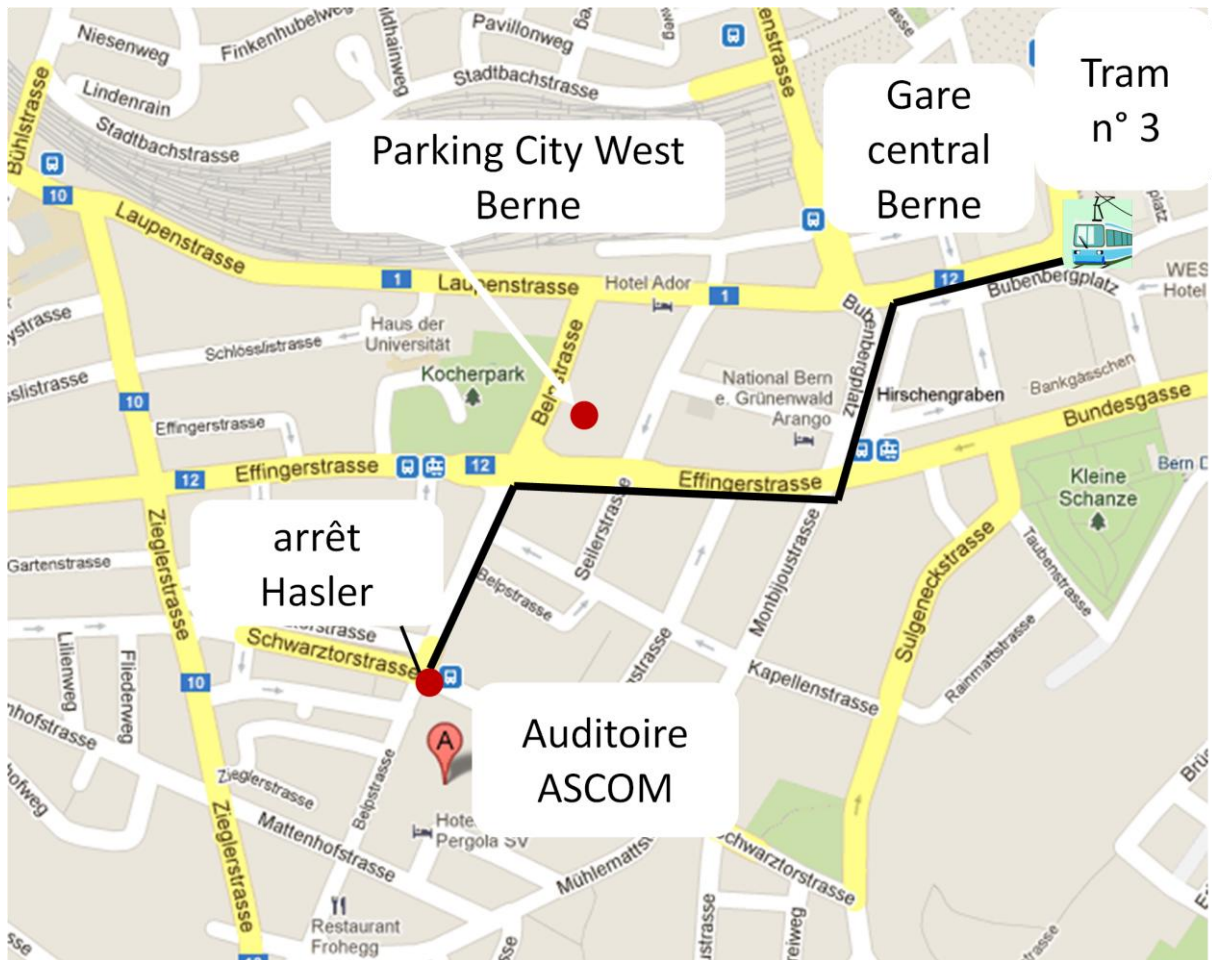 Niesenweg
Finkenhubelweg
Pavillonweg
Lindenrain
Stadtbachstrasse
Stadtbachstrasse
Bühlstrasse
Parking City West
Berne
Gare
central
Berne
Tram
n° 3
10
Laupenstrasse
1
Laupenstrasse
Hotel Ador
1
12
Bubenbergplatz
WES
Hotel
Haus der
Universität
Schlösslistrasse
Kocherpark
Bubenbergplatz
National Bern
e. Grünenwald
Arango
Hirschengraben
Bankgässchen
Bundesgasse
10
Effingerstrasse
12
Effingerstrasse
12
Effingerstrasse
Kleine
Schanze
Bern D
Zieglerstrasse
arrêt
Hasler
Gartenstrasse
Seilerstrasse
Belpstrasse
Monbijoustrasse
Sulgeneckstrasse
Taubenstrasse
Schwarztorstrasse
Lilienweg
Fliederweg
10
Kapellenstrasse
Rainmattstrasse
A
Auditoire
ASCOM
Zieglerstrasse
Zieglerstrasse
Belpstrasse
Mattenhofstrasse
Pergola SV
Schwarztorstrasse
Restaurant
Frohegg